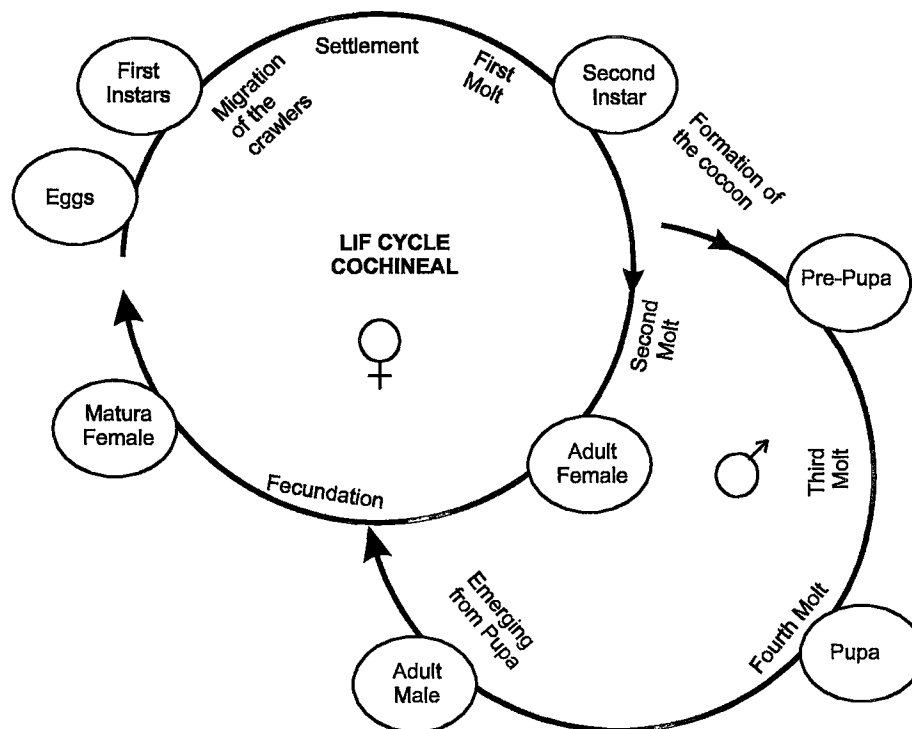 Settlement
First
Instars
Migration
of the
crawlers
First
Molt
Second
Instar
Eggs
Formation of
the cocoon
LIF CYCLE
COCHINEAL
Pre-Pupa
Second
Molt
Matura
Female
Adult
Female
Third
Molt
Fecundation
Emerging
from Pupa
Fourth Molt
Pupa
Adult
Male